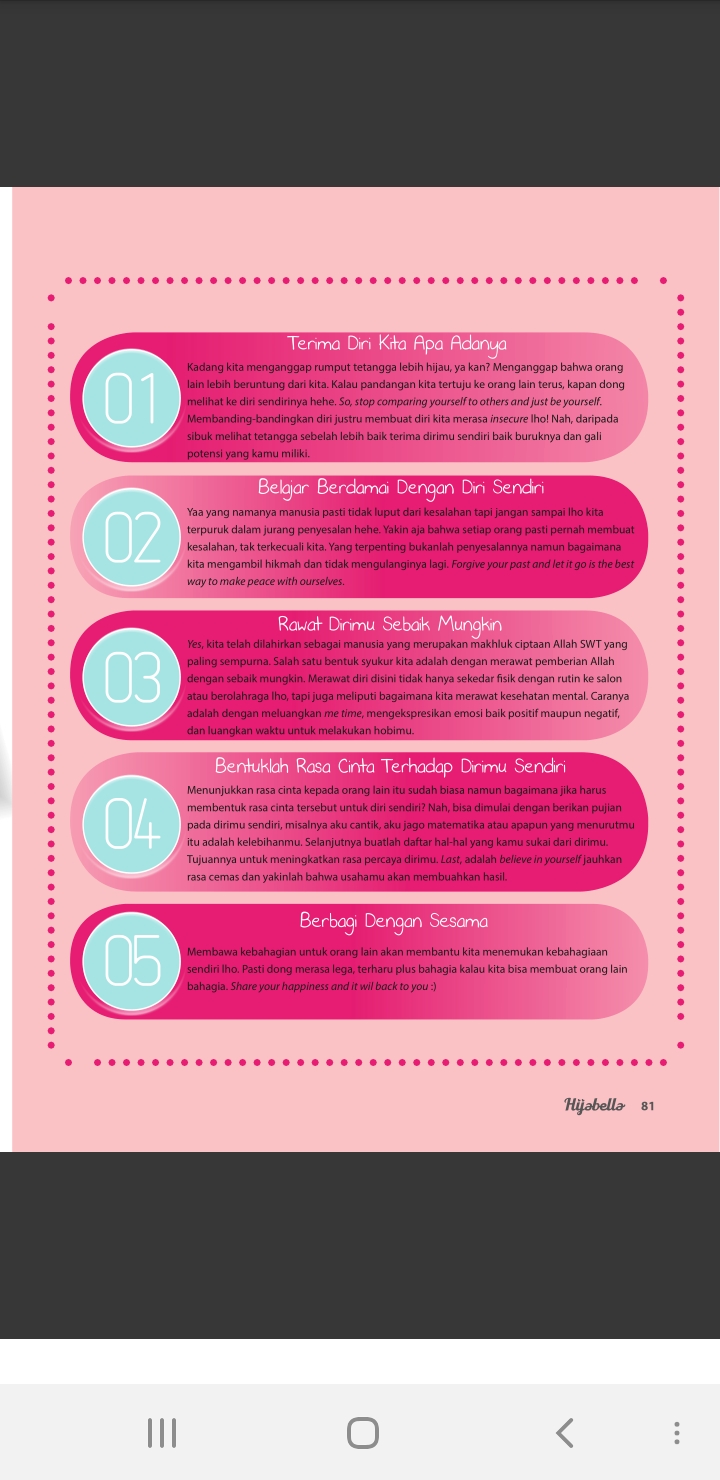 Terima Diri Kita Apa Adanya
01
Kadang kita menganggap rumput tetangga lebih hijau, ya kan? Menganggap bahwa orang
lain lebih beruntung dari kita. Kalau pandangan kita tertuju ke orang lain terus, kapan dong
melihat ke diri sendirinya hehe. So, stop comparing yourself to others and just be yourself.
Membanding-bandingkan diri justru membuat diri kita merasa insecure lho! Nah, daripada
sibuk melihat tetangga sebelah lebih baik terima dirimu sendiri baik buruknya dan gali
potensi yang kamu miliki.
Belajar Berdamai Dengan Diri Sendiri
02
Yaa yang namanya manusia pasti tidak luput dari kesalahan tapi jangan sampai lho kita
terpuruk dalam jurang penyesalan hehe. Yakin aja bahwa setiap orang pasti pernah membuat
kesalahan, tak terkecuali kita. Yang terpenting bukanlah penyesalannya namun bagaimana
kita mengambil hikmah dan tidak mengulanginya lagi. Forgive your past and let it go is the best
way to make peace with ourselves.
Rawat Dirimu Sebaik Mungkin
03
Yes, kita telah dilahirkan sebagai manusia yang merupakan makhluk ciptaan Allah SWT yang
paling sempurna. Salah satu bentuk syukur kita adalah dengan merawat pemberian Allah
dengan sebaik mungkin. Merawat diri disini tidak hanya sekedar fisik dengan rutin ke salon
atau berolahraga lho, tapi juga meliputi bagaimana kita merawat kesehatan mental. Caranya
adalah dengan meluangkan me time, mengekspresikan emosi baik positif maupun negatif,
dan luangkan waktu untuk melakukan hobimu.
Bentuklah Rasa Cinta Terhadap Dirimu Sendiri
04
Menunjukkan rasa cinta kepada orang lain itu sudah biasa namun bagaimana jika harus
membentuk rasa cinta tersebut untuk diri sendiri? Nah, bisa dimulai dengan berikan pujian
pada dirimu sendiri, misalnya aku cantik, aku jago matematika atau apapun yang menurutmu
itu adalah kelebihanmu. Selanjutnya buatlah daftar hal-hal yang kamu sukai dari dirimu.
Tujuannya untuk meningkatkan rasa percaya dirimu. Last, adalah believe in yourself jauhkan
rasa cemas dan yakinlah bahwa usahamu akan membuahkan hasil.
Berbagi Dengan Sesama
05
Membawa kebahagian untuk orang lain akan membantu kita menemukan kebahagiaan
sendiri lho. Pasti dong merasa lega, terharu plus bahagia kalau kita bisa membuat orang lain
bahagia. Share your happiness and it wil back to you :)
Hijabella 81